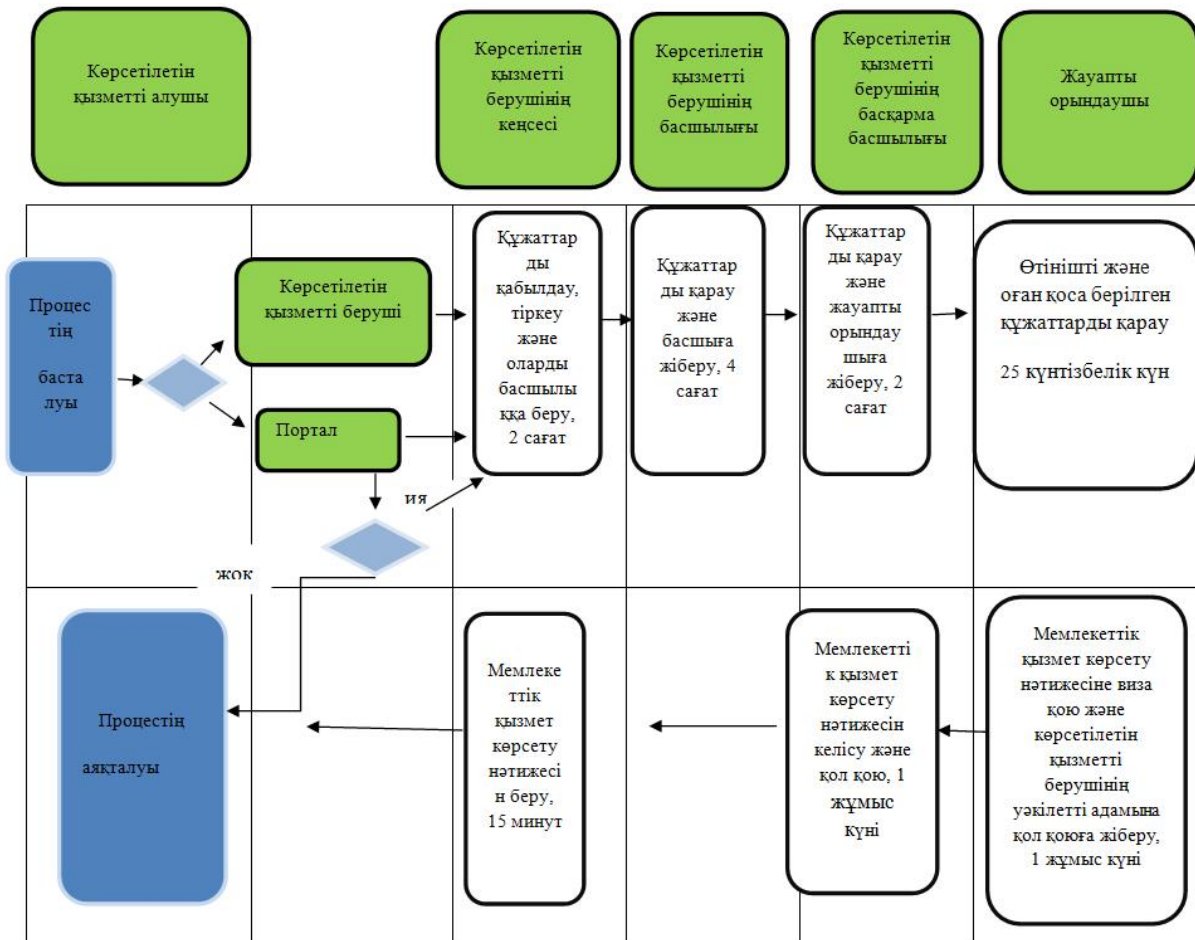 Көрсетілетін
қызметті алушы
Көрсетілетін
қызметті
берушінің
кеңсесі
Көрсетілетін
қызметті
берушінің
басшылығы
Көрсетілетін
қызметті
берушінің
басқарма
басшылығы
Жауапты
орындаушы
Процес
тің
баста
луы
Көрсетілетін
қызметті беруші
Портал
ия
жоқ
Құжаттар
ды
қабылдау,
тіркеу
және
оларды
басшылы
ққа беру,
2 сағат
Құжаттар
ды қарау
және
басшыға
жіберу, 4
сағат
Құжаттар
ды қарау
және
жауапты
орындау
шыға
жіберу, 2
сағат
Өтінішті және
оған қоса берілген
құжаттарды қарау
25 күнтізбелік күн
Процестің
аяқталуы
Мемлеке
ттік
қызмет
көрсету
нәтижесі
н беру,
15 минут
Мемлекетті
к қызмет
көрсету
нәтижесін
келісу және
қол қою, 1
жұмыс
күні
Мемлекеттік
қызмет көрсету
нәтижесіне виза
қою және
көрсетілетін
қызметті
берушінің
уәкілетті адамына
қол қоюға жіберу,
1 жұмыс күні